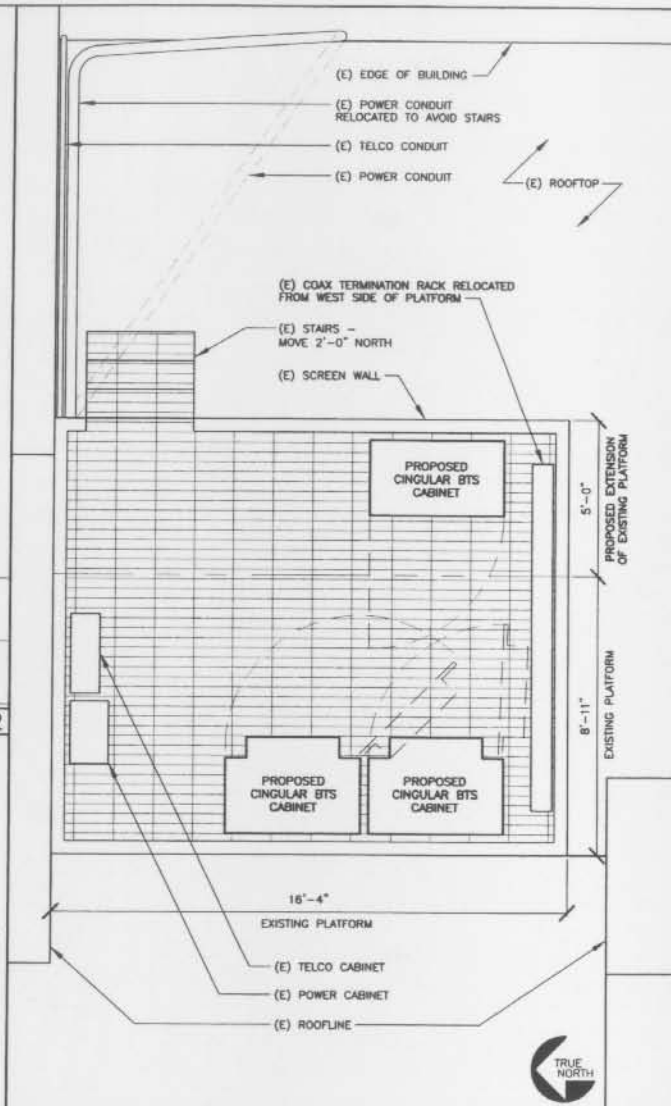 (E) EDGE OF BUILDING
(E) POWER CONDUIT
RELOCATED TO AVOID STAIRS
(E) TELCO CONDUIT
(E) POWER CONDUIT
(E) ROOFTOP
(E) COAX TERMINATION RACK RELOCATED
FROM WEST SIDE OF PLATFORM
(E) STAIRS –
MOVE 2'-0" NORTH
(E) SCREEN WALL
PROPOSED
CINGULAR BTS
CABINET
5'-0"
PROPOSED EXTENSION
OF EXISTING PLATFORM
8'-11"
EXISTING PLATFORM
PROPOSED
CINGULAR BTS
CABINET
PROPOSED
CINGULAR BTS
CABINET
16'-4"
EXISTING PLATFORM
(E) TELCO CABINET
(E) POWER CABINET
(E) ROOFLINE
TRUE
NORTH